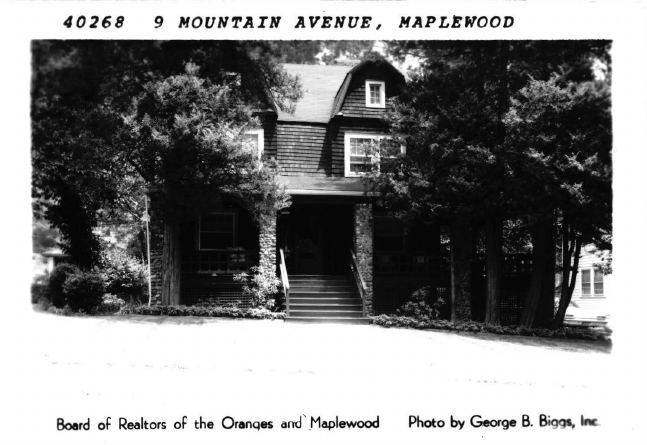 40268 9 MOUNTAIN AVENUE, MAPLEWOOD
Board of Realtors of the Oranges and Maplewood Photo by George B. Biggs, Inc.